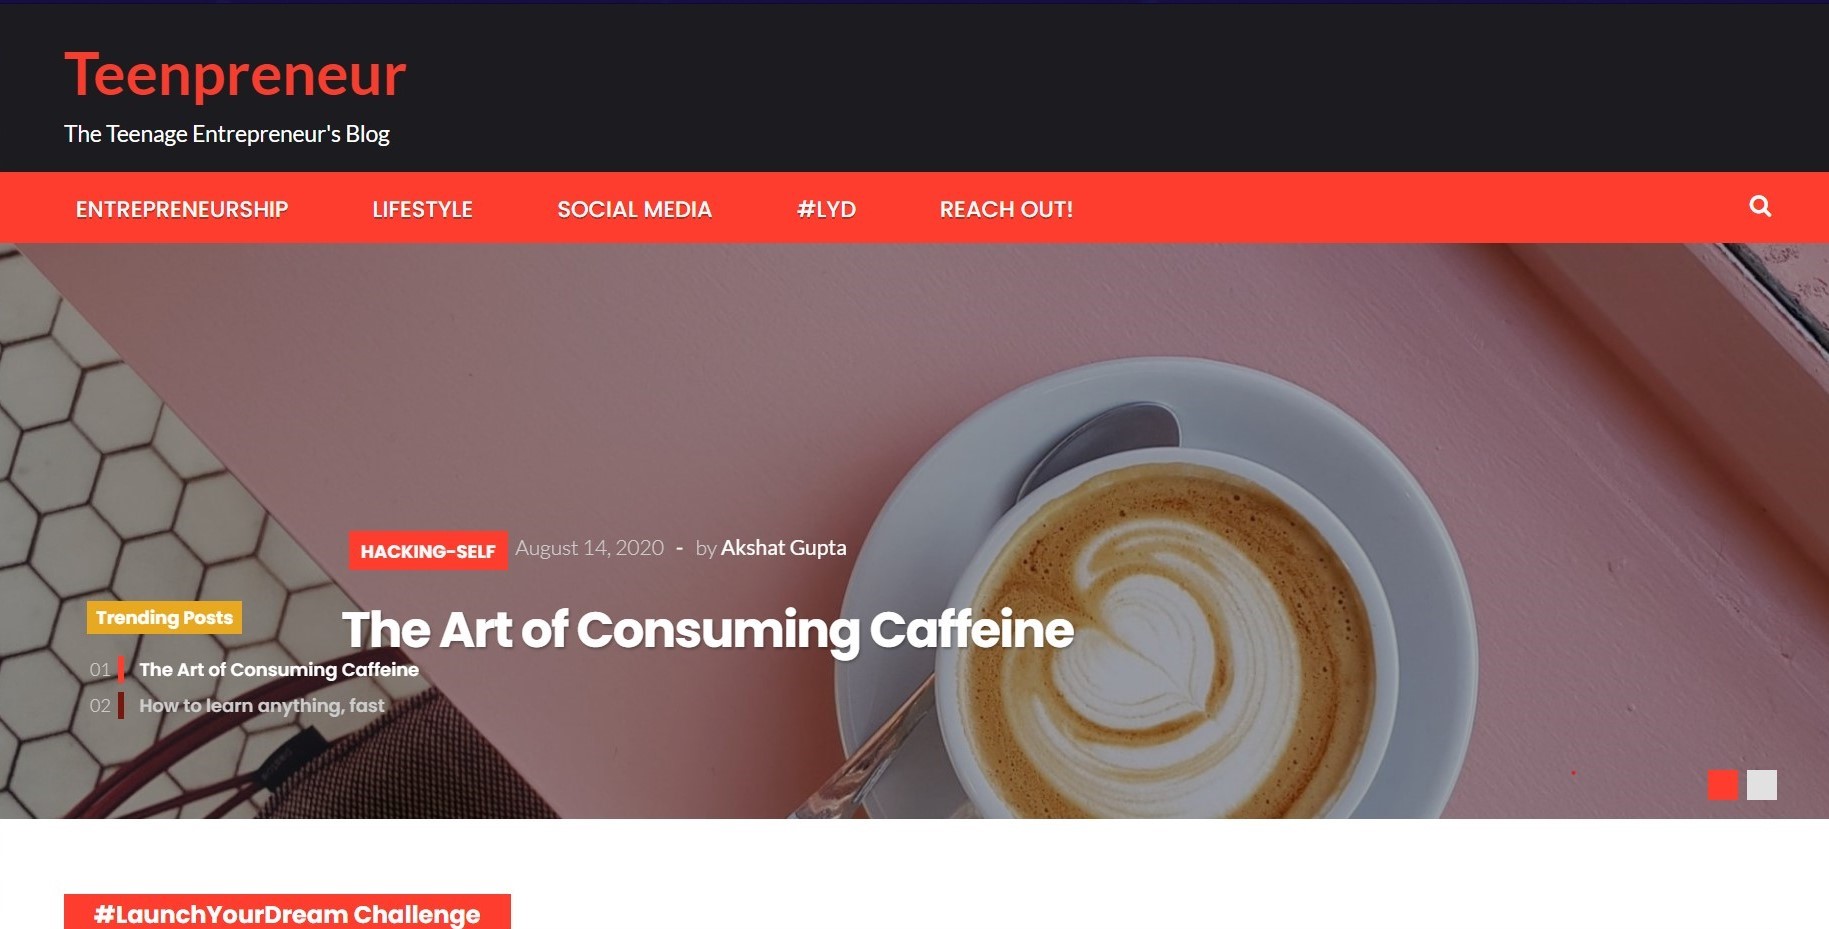 Teenpreneur
The Teenage Entrepreneur's Blog
ENTREPRENEURSHIP LIFESTYLE SOCIAL MEDIA #LYD REACH OUT!
HACKING-SELF August 14, 2020 - by Akshat Gupta
The Art of Consuming Caffeine
Trending Posts
01 The Art of Consuming Caffeine
02 How to learn anything, fast
#LaunchYourDream Challenge